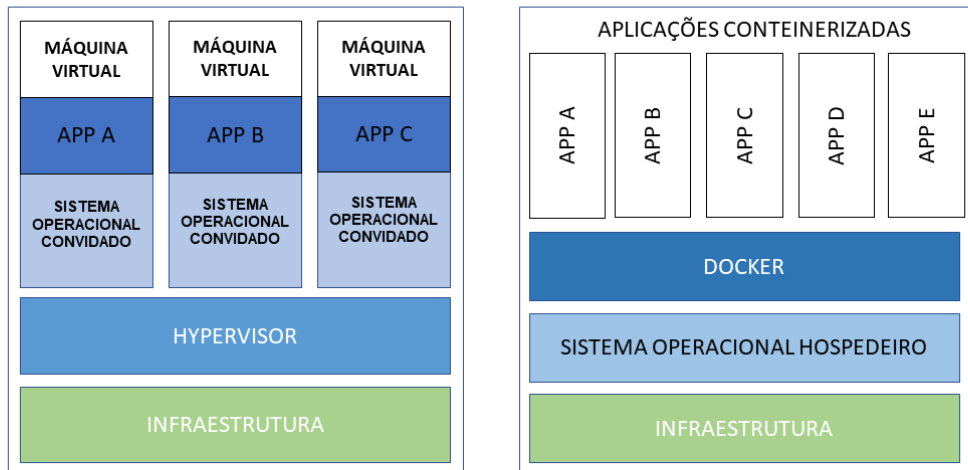 MÁQUINA
VIRTUAL
APP A
SISTEMA
OPERACIONAL
CONVIDADO
MÁQUINA
VIRTUAL
APP B
SISTEMA
OPERACIONAL
CONVIDADO
MÁQUINA
VIRTUAL
APP C
SISTEMA
OPERACIONAL
CONVIDADO
HYPERVISOR
INFRAESTRUTURA
APLICAÇÕES CONTEINERIZADAS
APP A
APP B
APP C
APP D
APP E
DOCKER
SISTEMA OPERACIONAL HOSPEDEIRO
INFRAESTRUTURA